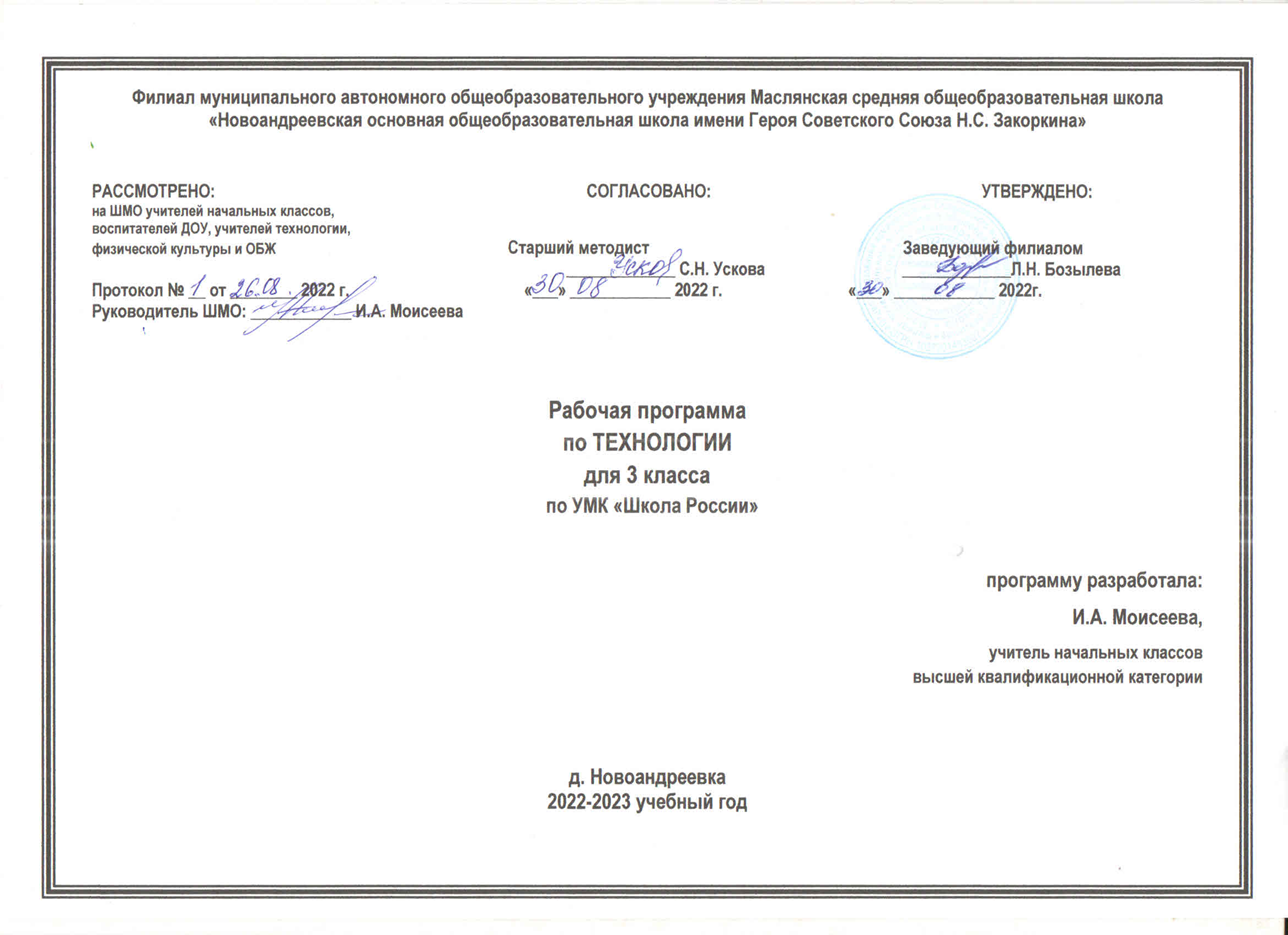 Филиал муниципального автономного общеобразовательного учреждения Маслянская средняя общеобразовательная школа
«Новоандреевская основная общеобразовательная школа имени Героя Советского Союза Н.С. Закоркина»
РАССМОТРЕНО:
на ШМО учителей начальных классов,
воспитателей ДОУ, учителей технологии,
физической культуры и ОБЖ
Протокол № 1 от 26.08. 2022 г.
Руководитель ШМО: ____________ И.А. Моисеева
СОГЛАСОВАНО:
Старший методист
Ускова С.Н. Ускова
«30» 08 2022 г.
УТВЕРЖДЕНО:
Заведующий филиалом
____________ Л.Н. Бозылева
«30» 08 2022г.
Рабочая программа
по ТЕХНОЛОГИИ
для 3 класса
по УМК «Школа России»
программу разработала:
И.А. Моисеева,
учитель начальных классов
высшей квалификационной категории
д. Новоандреевка
2022-2023 учебный год